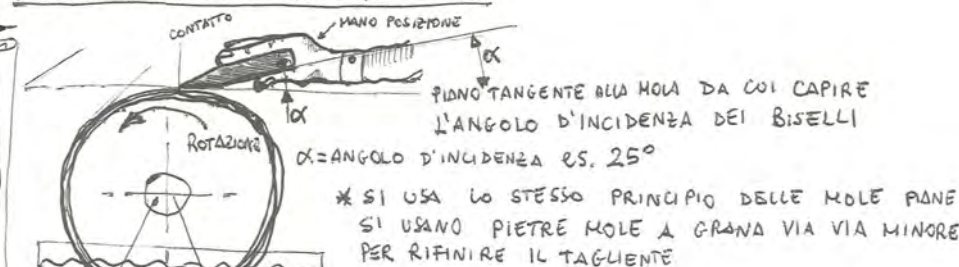 CONTATTO
MANO POSIZIONE
α
α
PIANO TANGENTE ALLA MOLA DA CUI CAPIRE
L'ANGOLO D'INCIDENZA DEI BISELLI
ROTAZIONE
α = ANGOLO D'INCIDENZA es. 25°
* SI USA LO STESSO PRINCIPIO DELLE MOLE PIANE
SI USANO PIETRE MOLE A GRANA VIA VIA MINORE
PER RIFINIRE IL TAGLIENTE